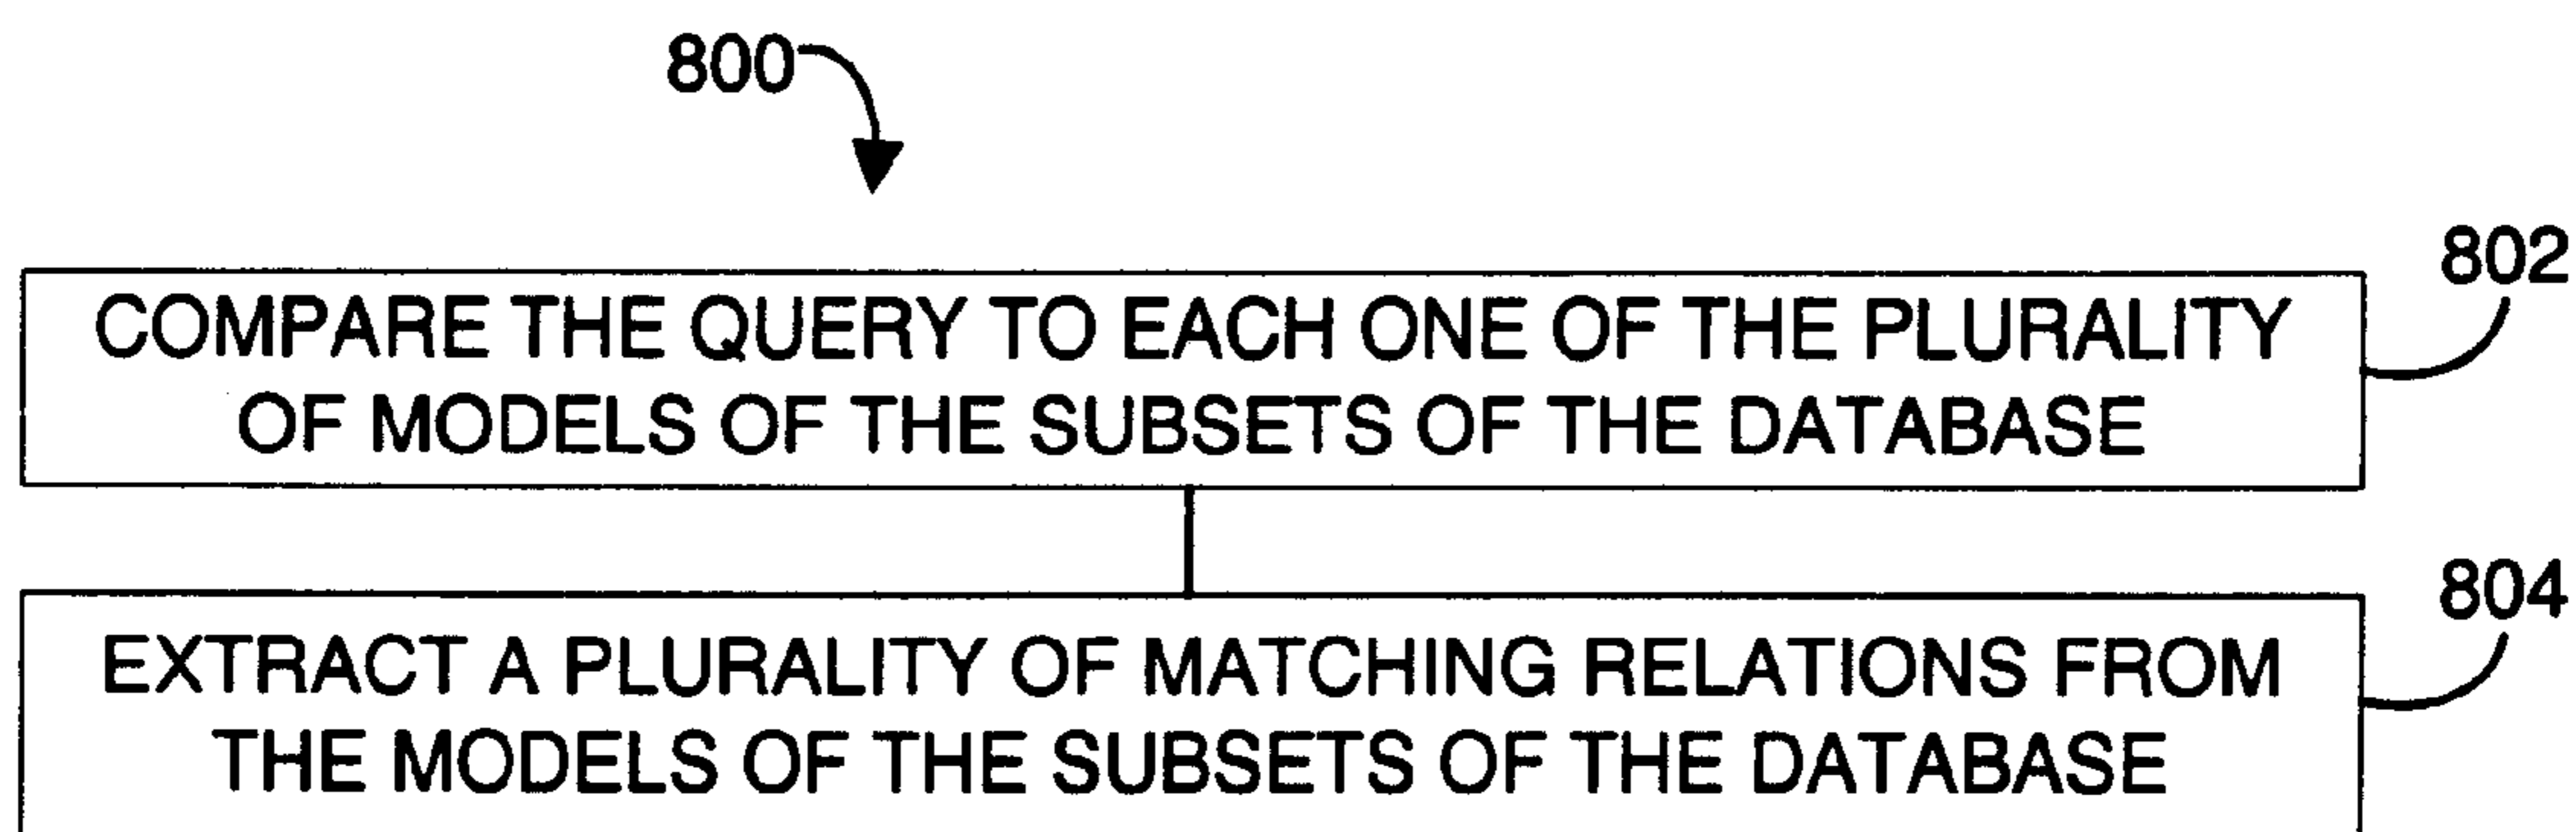 800
802
COMPARE THE QUERY TO EACH ONE OF THE PLURALITY
OF MODELS OF THE SUBSETS OF THE DATABASE
804
EXTRACT A PLURALITY OF MATCHING RELATIONS FROM
THE MODELS OF THE SUBSETS OF THE DATABASE